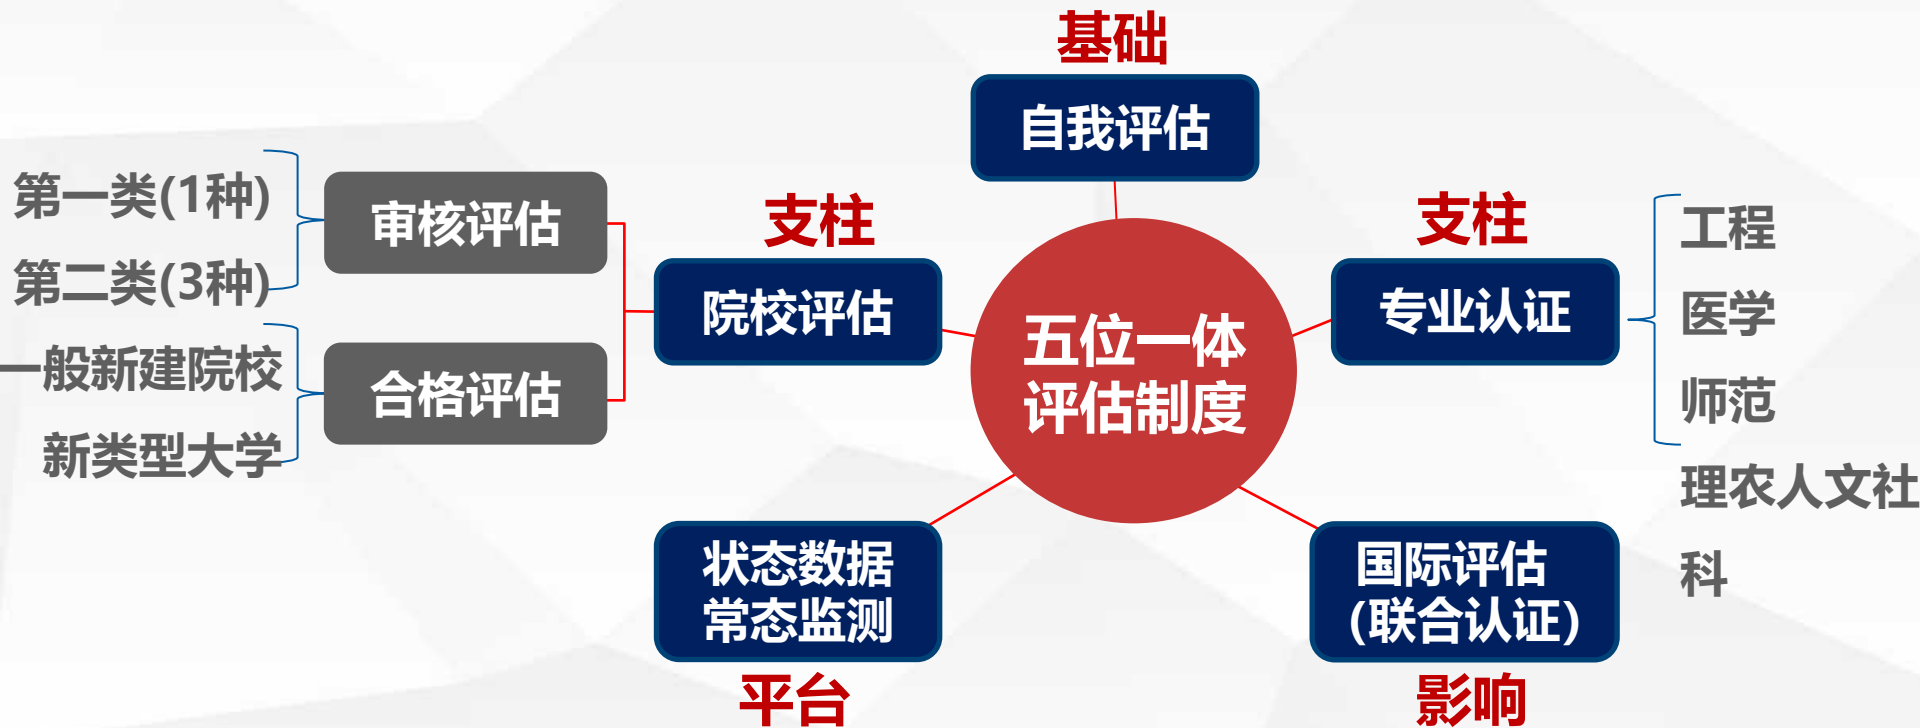 基础
自我评估
第一类(1种)
第二类(3种)
审核评估
一般新建院校
新类型大学
合格评估
支柱
院校评估
五位一体
评估制度
支柱
专业认证
工程
医学
师范
理农人文社
科
状态数据
常态监测
平台
国际评估
(联合认证)
影响